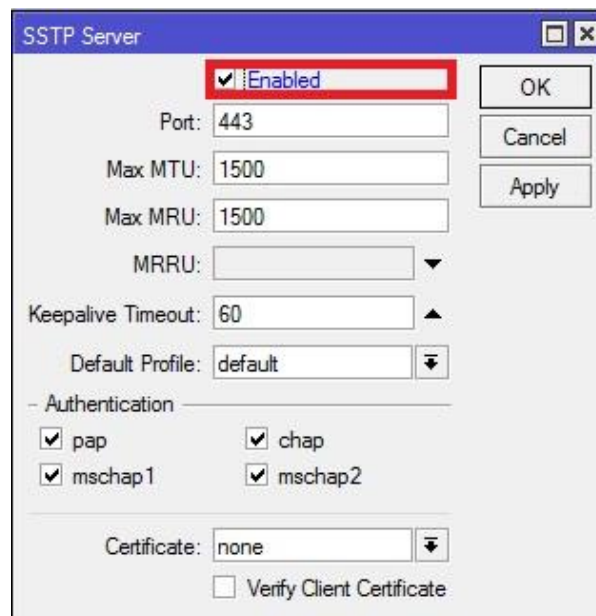 SSTP Server
Enabled
OK
Port: 443
Cancel
Max MTU: 1500
Apply
Max MRU: 1500
MRRU:
Keepalive Timeout: 60
Default Profile: default
Authentication
pap chap
mschap1 mschap2
Certificate: none
Verify Client Certificate